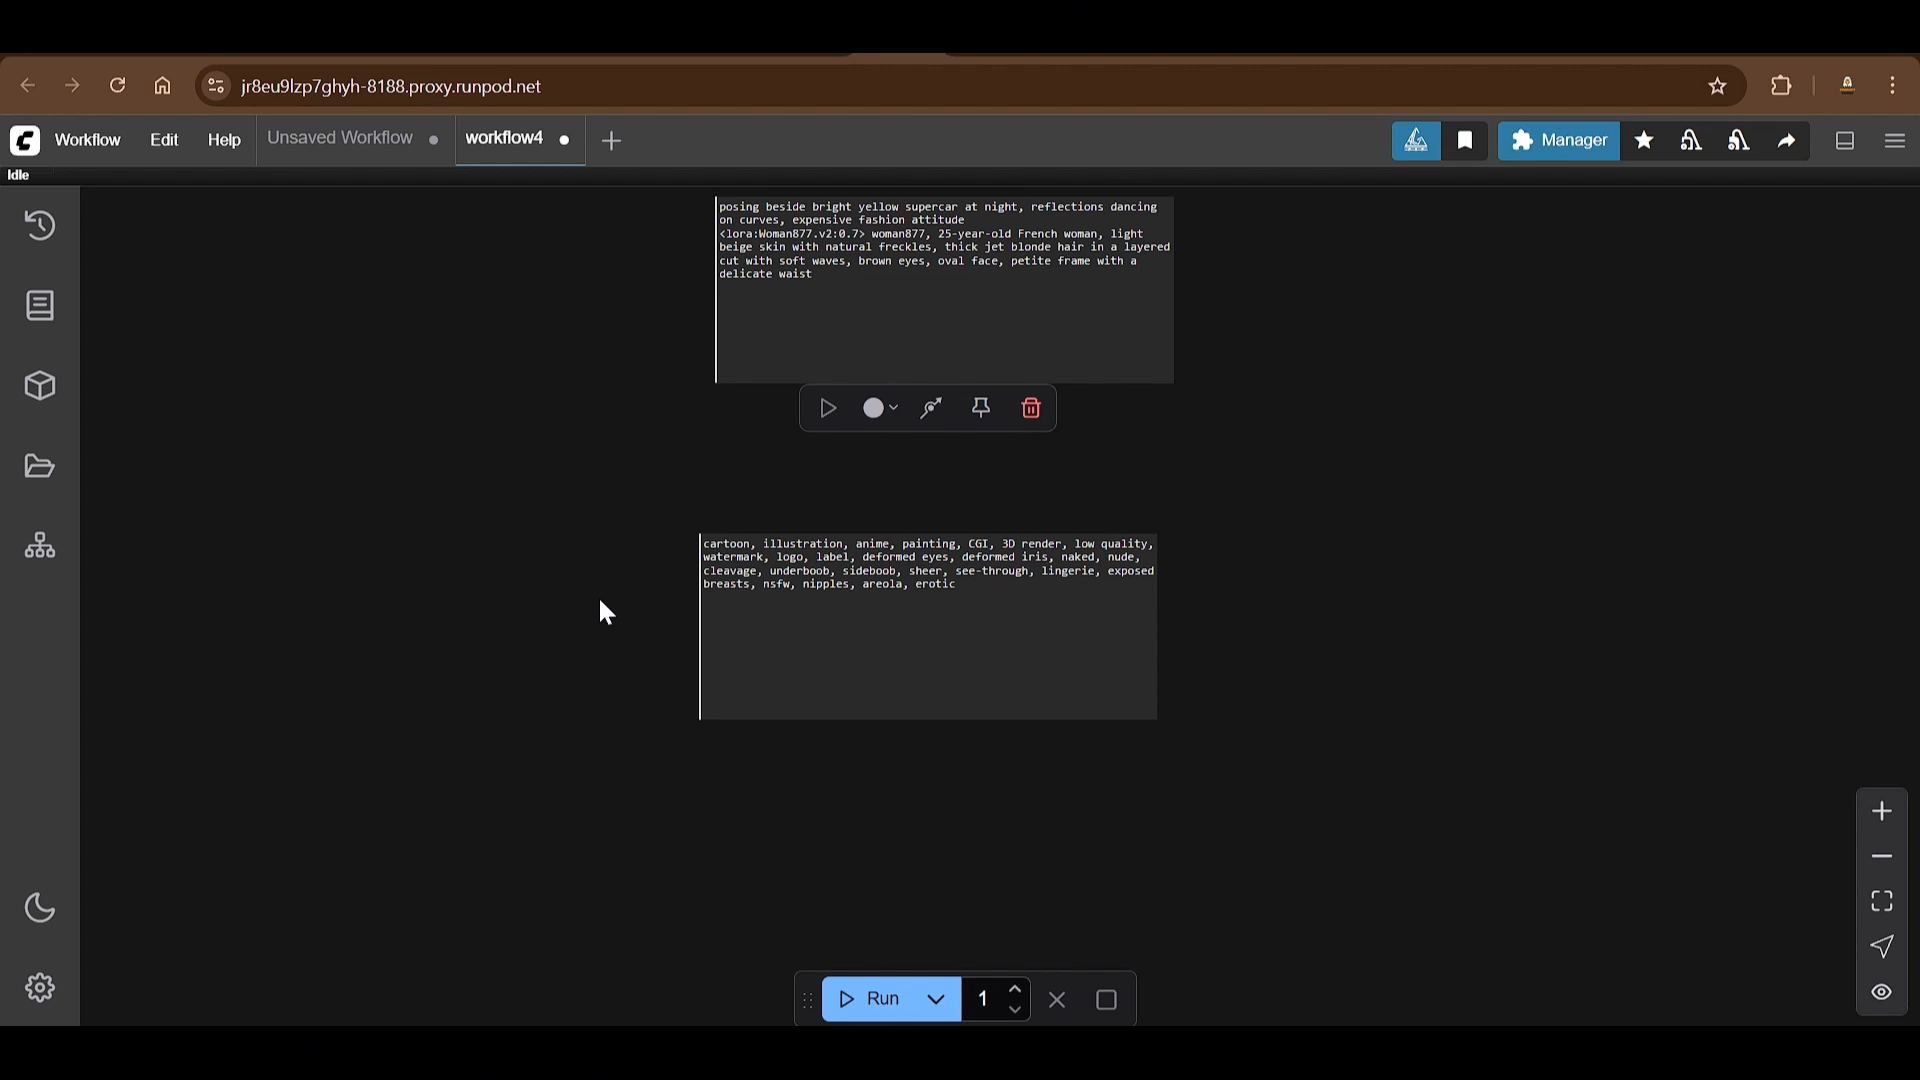 jr8eu9lzp7ghyh-8188.proxy.runpod.net
Workflow Edit Help Unsaved Workflow workflow4 Manager
Idle
posing beside bright yellow supercar at night, reflections dancing
on curves, expensive fashion attitude
<lora:Woman877.v2:0.7> woman877, 25-year-old French woman, light
beige skin with natural freckles, thick jet blonde hair in a layered
cut with soft waves, brown eyes, oval face, petite frame with a
delicate waist
cartoon, illustration, anime, painting, CGI, 3D render, low quality,
watermark, logo, label, deformed eyes, deformed iris, naked, nude,
cleavage, underboob, sideboob, sheer, see-through, lingerie, exposed
breasts, nsfw, nipples, areola, erotic
Run 1